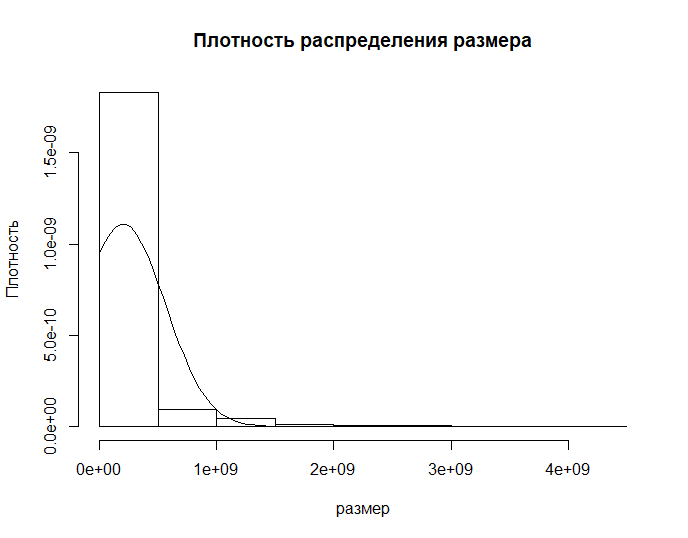 Плотность распределения размера
Плотность
1.5e-09
1.0e-09
5.0e-10
0.0e+00
0e+00 1e+09 2e+09 3e+09 4e+09
размер